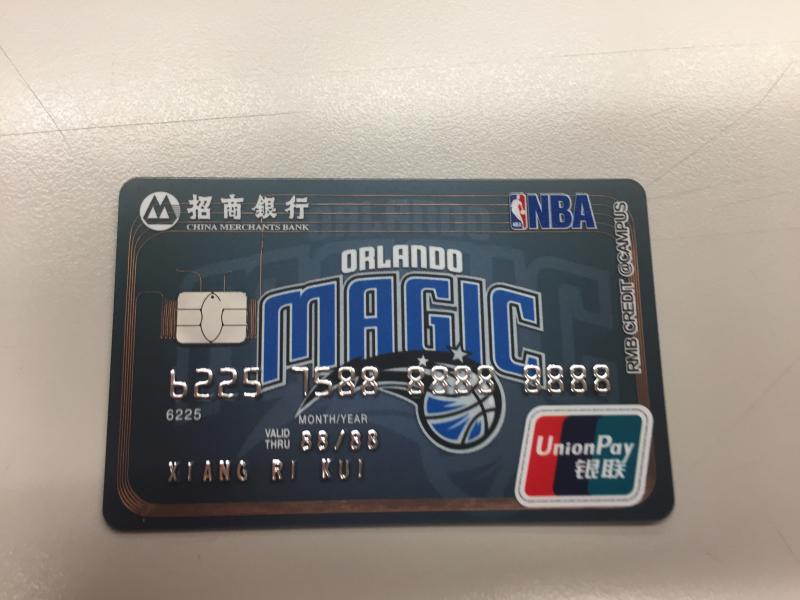 招商銀行
CHINA MERCHANTS BANK
NBA
ORLANDO
MAGIC
RMB CREDIT @CAMPUS
6225 7588 8888 8888
6225
MONTH/YEAR
VALID THRU 88/88
XIANG RI KUI
UnionPay
银联